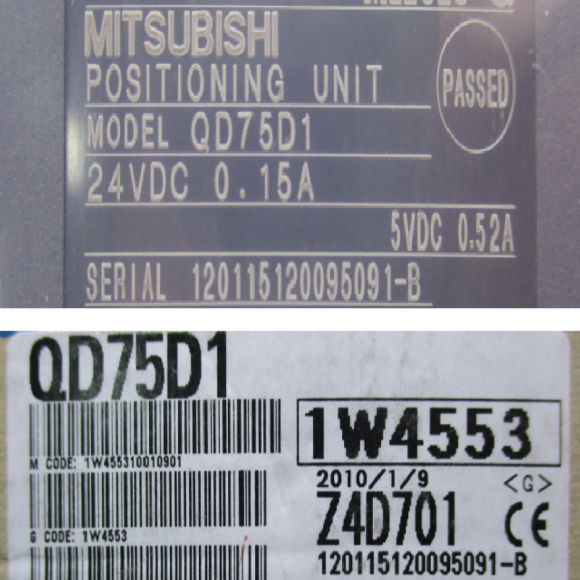 MITSUBISHI
POSITIONING UNIT
PASSED
MODEL QD75D1
24VDC 0.15A
5VDC 0.52A
SERIAL 120115120095091-B
QD75D1
1W4553
M CODE: 1W455310010901
2010/1/9 <G>
Z4D701 CE
G CODE: 1W4553
120115120095091-B